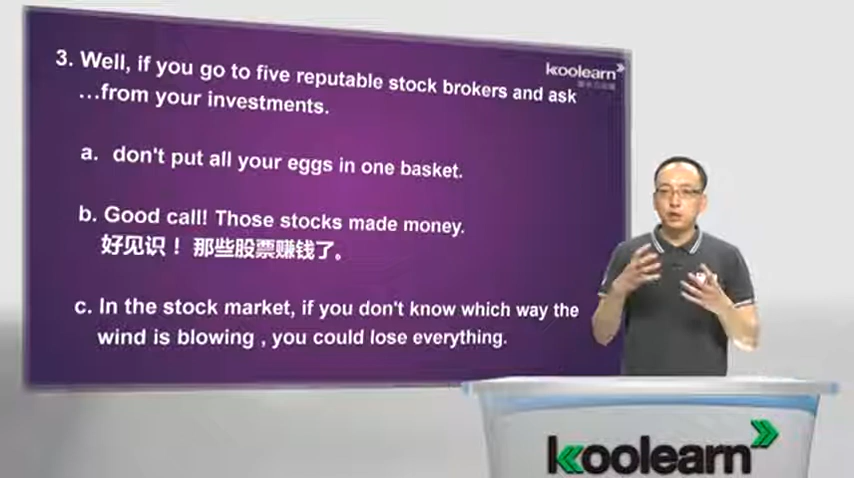 3. Well, if you go to five reputable stock brokers and ask
…from your investments.
a. don't put all your eggs in one basket.
b. Good call! Those stocks made money.
好见识！ 那些股票赚钱了。
c. In the stock market, if you don't know which way the
wind is blowing , you could lose everything.
koolearn
koolearn